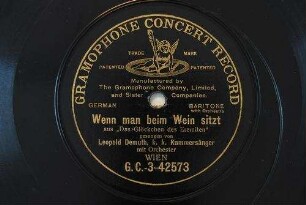 GRAMOPHONE CONCERT RECORD
TRADE MARK
PATENTED PATENTED
Manufactured by
The Gramophone Company, Limited,
and Sister Companies.
GERMAN BARITONE
with Orchestra
Wenn man beim Wein sitzt
aus „Das Glöckchen des Eremiten"
gesungen von
Leopold Demuth, k. k. Kammersänger
mit Orchester
WIEN
G.C.-3-42573